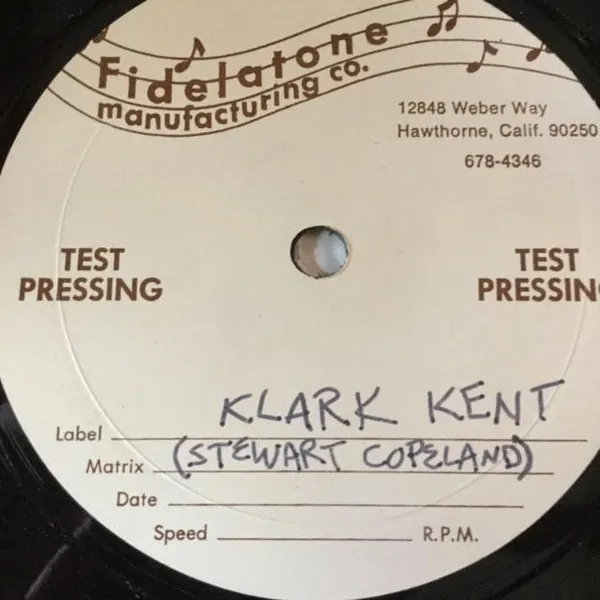 Fidelatone
manufacturing co.
12848 Weber Way
Hawthorne, Calif. 90250
678-4346
TEST
PRESSING
TEST
PRESSIN
KLARK KENT
Label
(STEWART COPELAND)
Matrix
Date
Speed R.P.M.